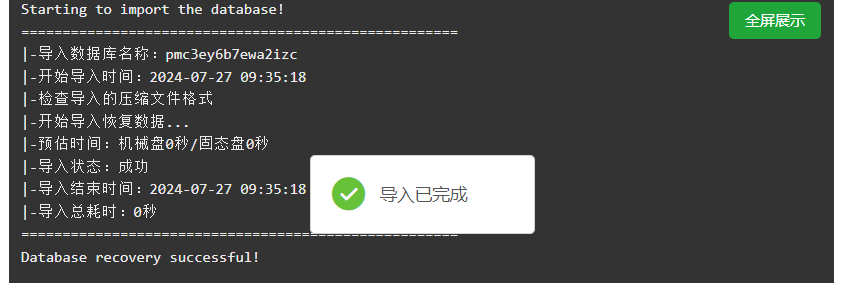 Starting to import the database!
全屏展示
=====================================================
|-导入数据库名称：pmc3ey6b7ewa2izc
|-开始导入时间：2024-07-27 09:35:18
|-检查导入的压缩文件格式
|-开始导入恢复数据...
|-预估时间：机械盘0秒/固态盘0秒
|-导入状态：成功
|-导入结束时间：2024-07-27 09:35:18
导入已完成
|-导入总耗时：0秒
=====================================================
Database recovery successful!